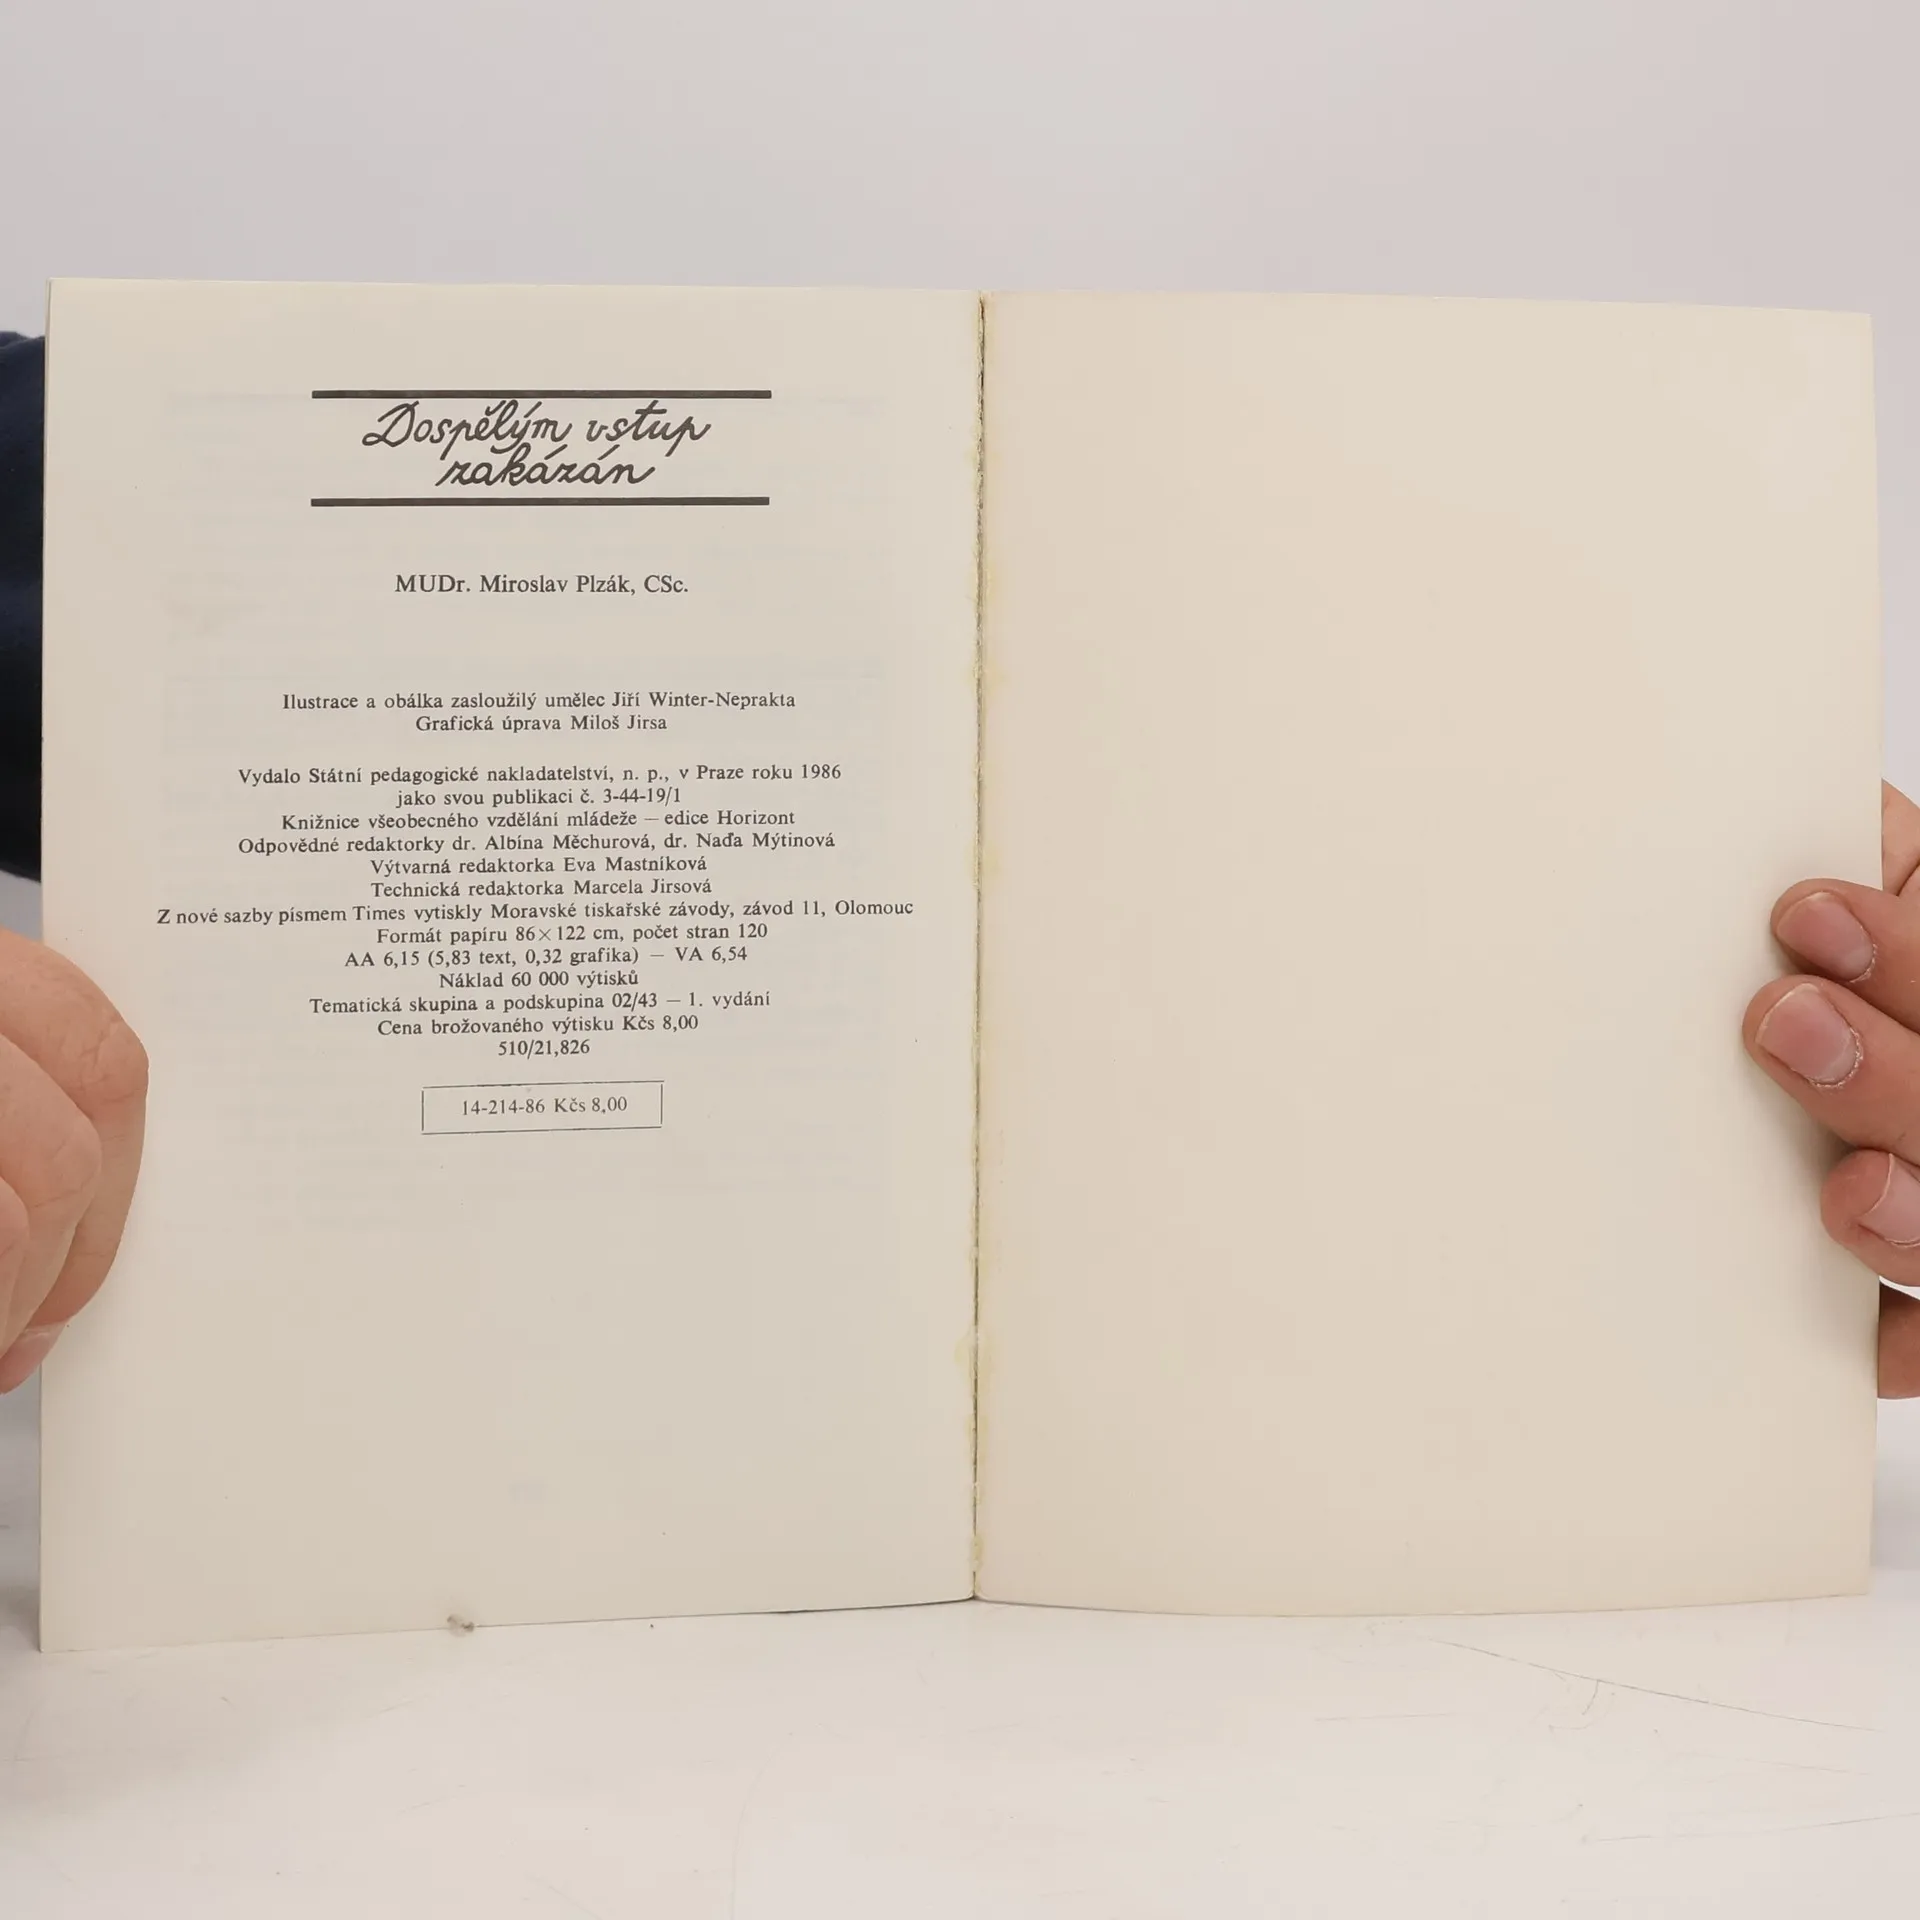 Dospělým vstup
zakázán
MUDr. Miroslav Plzák, CSc.
Ilustrace a obálka zasloužilý umělec Jiří Winter-Neprakta
Grafická úprava Miloš Jirsa
Vydalo Státní pedagogické nakladatelství, n. p., v Praze roku 1986
jako svou publikaci č. 3-44-19/1
Knižnice všeobecného vzdělání mládeže — edice Horizont
Odpovědné redaktorky dr. Albína Měchurová, dr. Naďa Mýtinová
Výtvarná redaktorka Eva Mastníková
Technická redaktorka Marcela Jirsová
Z nové sazby písmem Times vytiskly Moravské tiskařské závody, závod 11, Olomouc
Formát papíru 86×122 cm, počet stran 120
AA 6,15 (5,83 text, 0,32 grafika) — VA 6,54
Náklad 60 000 výtisků
Tematická skupina a podskupina 02/43 — 1. vydání
Cena brožovaného výtisku Kčs 8,00
510/21,826
14-214-86 Kčs 8,00